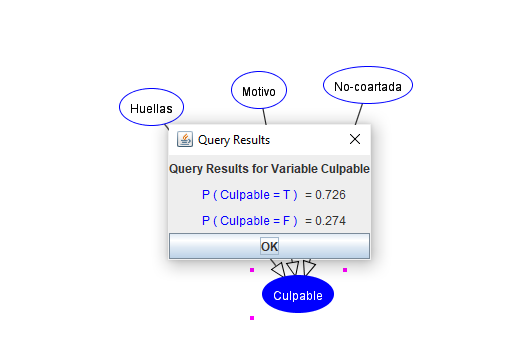 No-coartada
Motivo
Huellas
Query Results
Query Results for Variable Culpable
P ( Culpable = T ) = 0.726
P ( Culpable = F ) = 0.274
OK
Culpable